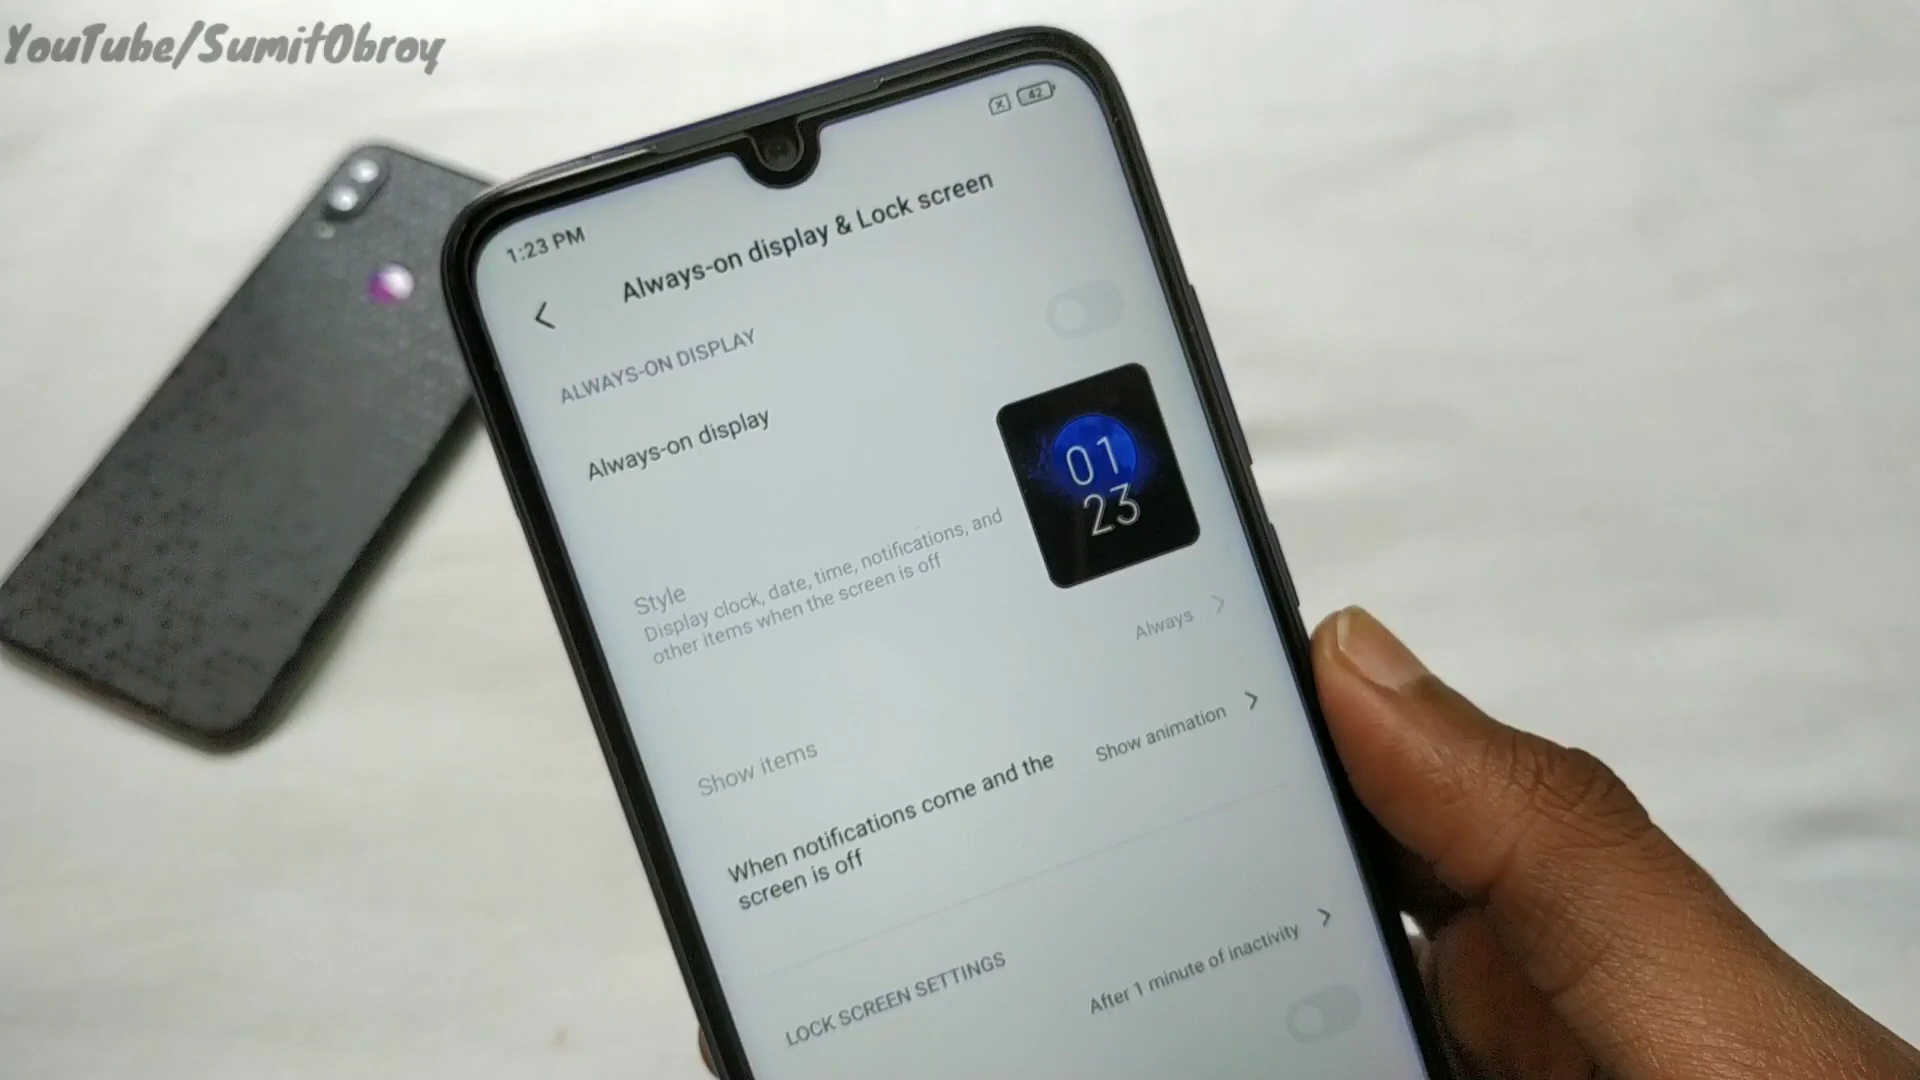 YouTube/SumitObroy
42
1:23 PM
Always-on display & Lock screen
ALWAYS-ON DISPLAY
Always-on display
01
23
Style
Display clock, date, time, notifications, and
other items when the screen is off
Always
Show items
Show animation
When notifications come and the
screen is off
LOCK SCREEN SETTINGS
After 1 minute of inactivity